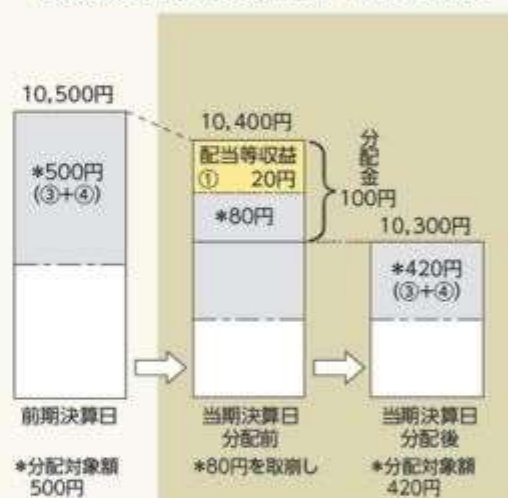 10,500円
*500円
(③+④)
10,400円
配当等収益
① 20円
*80円
分配金
100円
10,300円
*420円
(③+④)
前期決算日
当期決算日
分配前
当期決算日
分配後
*分配対象額
500円
*80円を取崩し
*分配対象額
420円